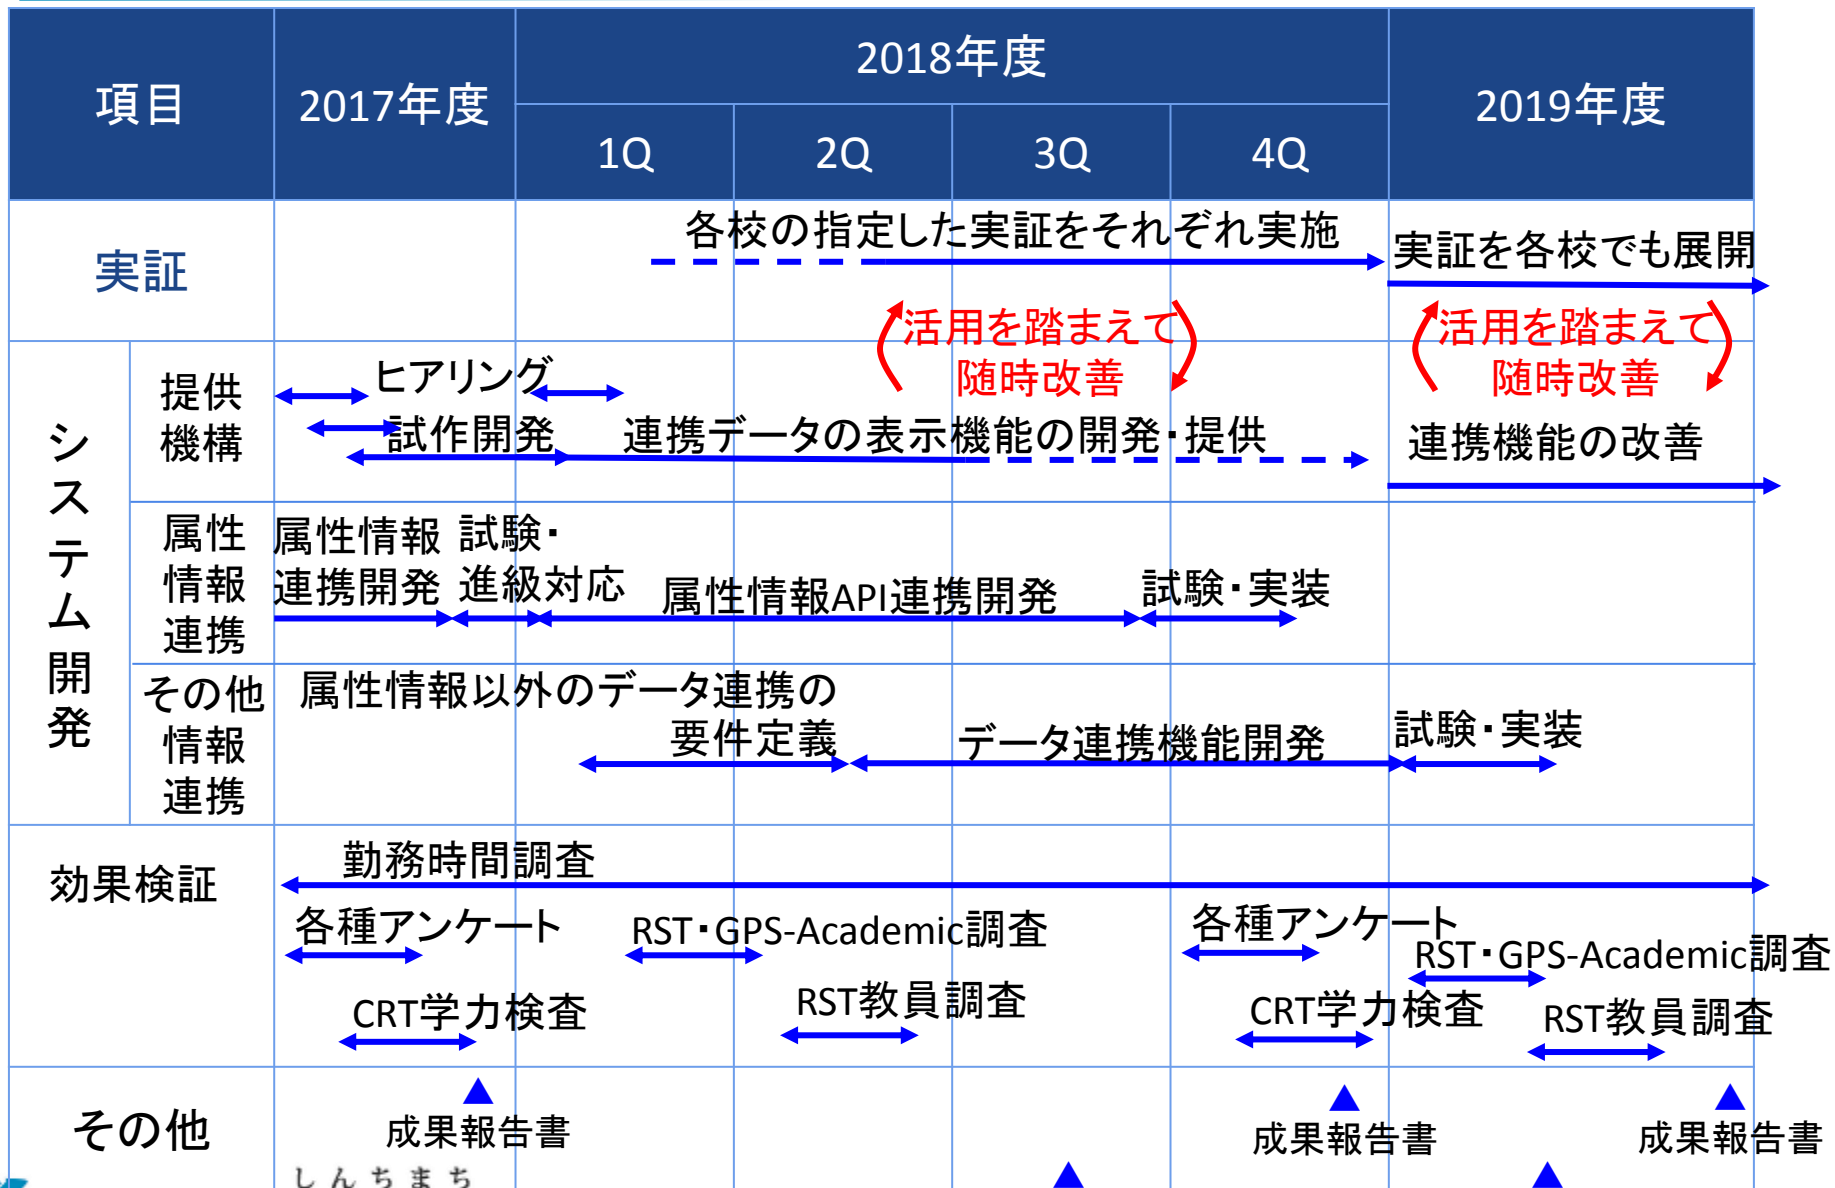 項目
2017年度
2018年度
2019年度
1Q
2Q
3Q
4Q
実証
各校の指定した実証をそれぞれ実施
実証を各校でも展開
活用を踏まえて
随時改善
活用を踏まえて
随時改善
システム開発
提供
機構
ヒアリング
試作開発
連携データの表示機能の開発・提供
連携機能の改善
属性
情報
連携
属性情報
連携開発
試験・
進級対応
属性情報API連携開発
試験・実装
その他
情報
連携
属性情報以外のデータ連携の
要件定義
データ連携機能開発
試験・実装
効果検証
勤務時間調査
各種アンケート
RST・GPS-Academic調査
各種アンケート
RST・GPS-Academic調査
CRT学力検査
RST教員調査
CRT学力検査
RST教員調査
その他
成果報告書
成果報告書
成果報告書
しんちまち